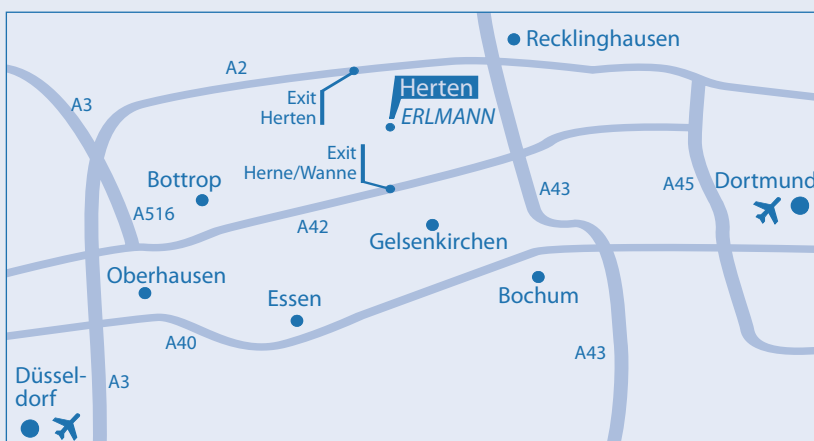 Recklinghausen
A2
Herten
A3
Exit
Herten
ERLMANN
Exit
Herne/Wanne
Bottrop
A43
A45
Dortmund
A516
A42
Gelsenkirchen
Oberhausen
Essen
Bochum
A40
A43
Düssel-
dorf
A3